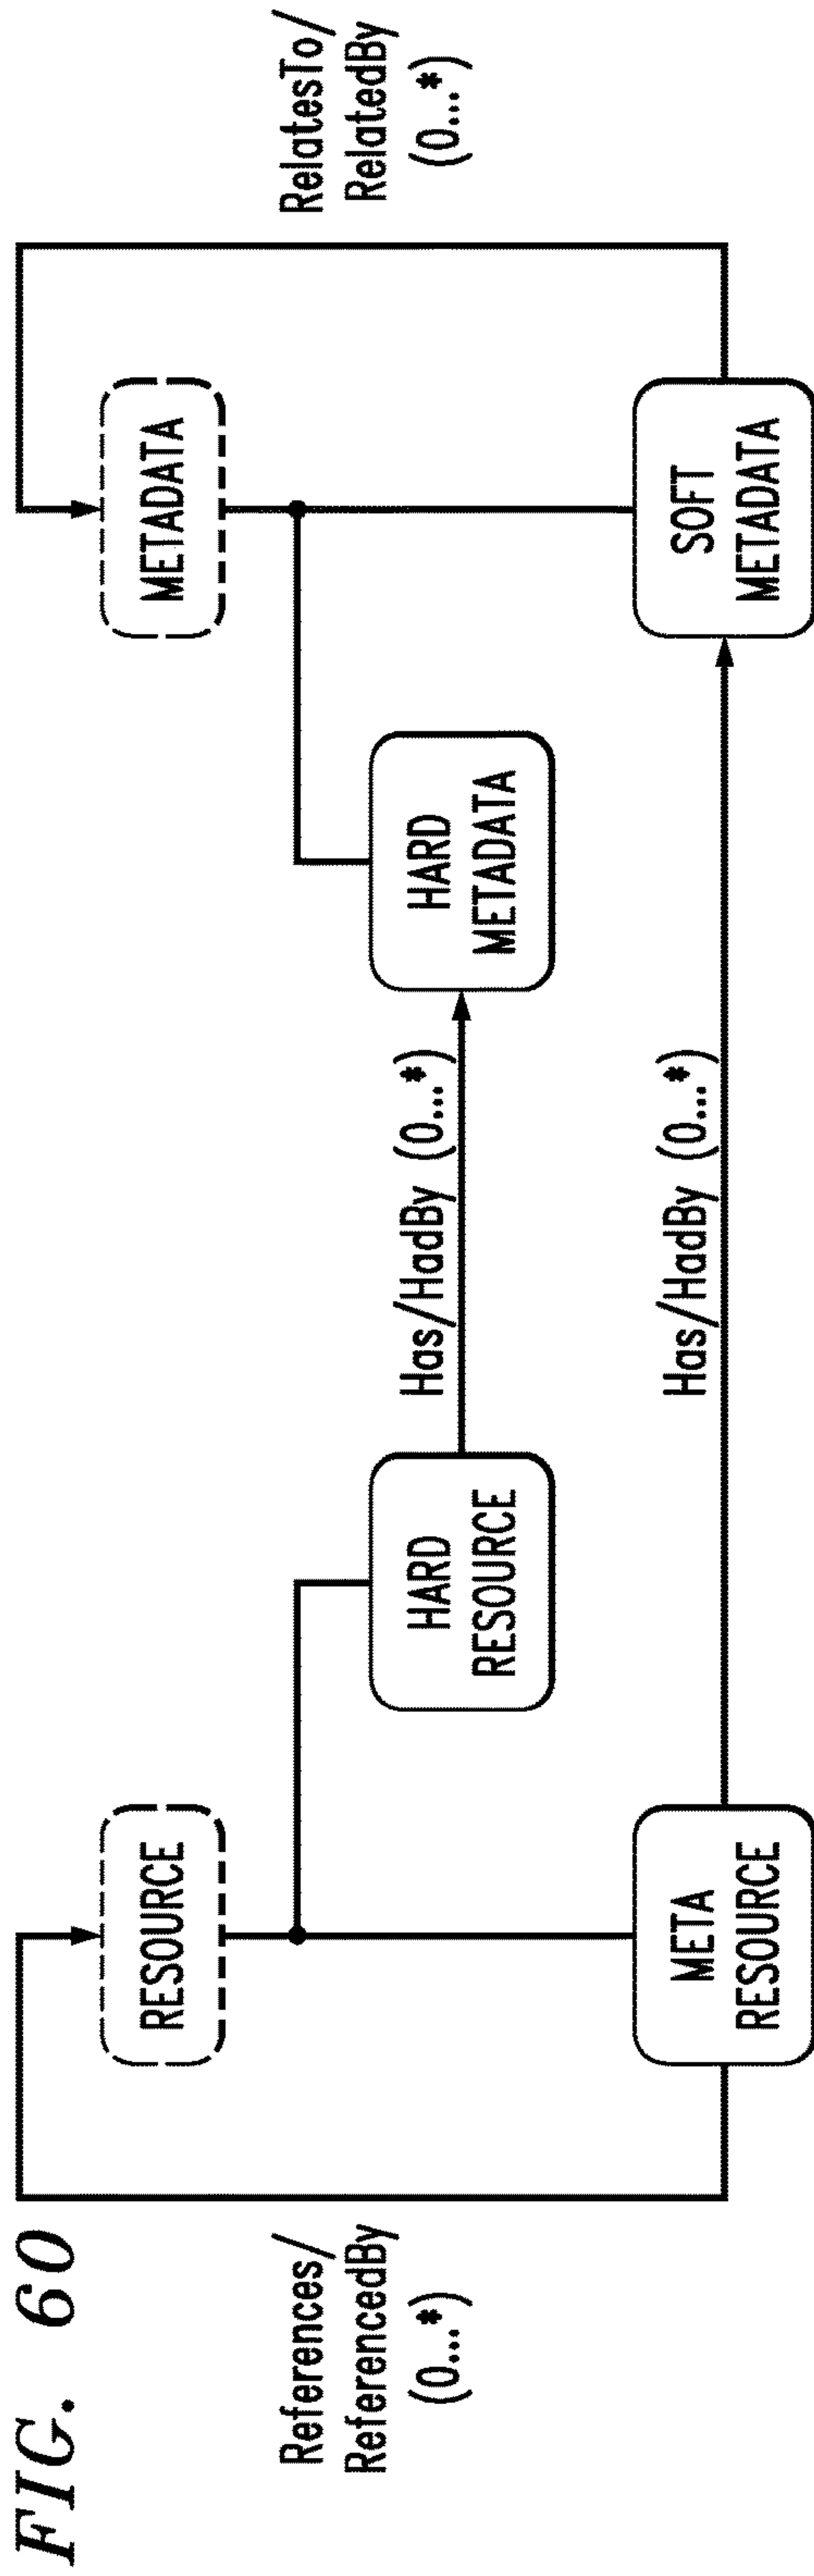 FIG. 60
References/
ReferencedBy
(0...*)
RESOURCE
META
RESOURCE
HARD
RESOURCE
Has/HadBy (0...*)
Has/HadBy (0...*)
HARD
METADATA
METADATA
SOFT
METADATA
RelatesTo/
RelatedBy
(0...*)